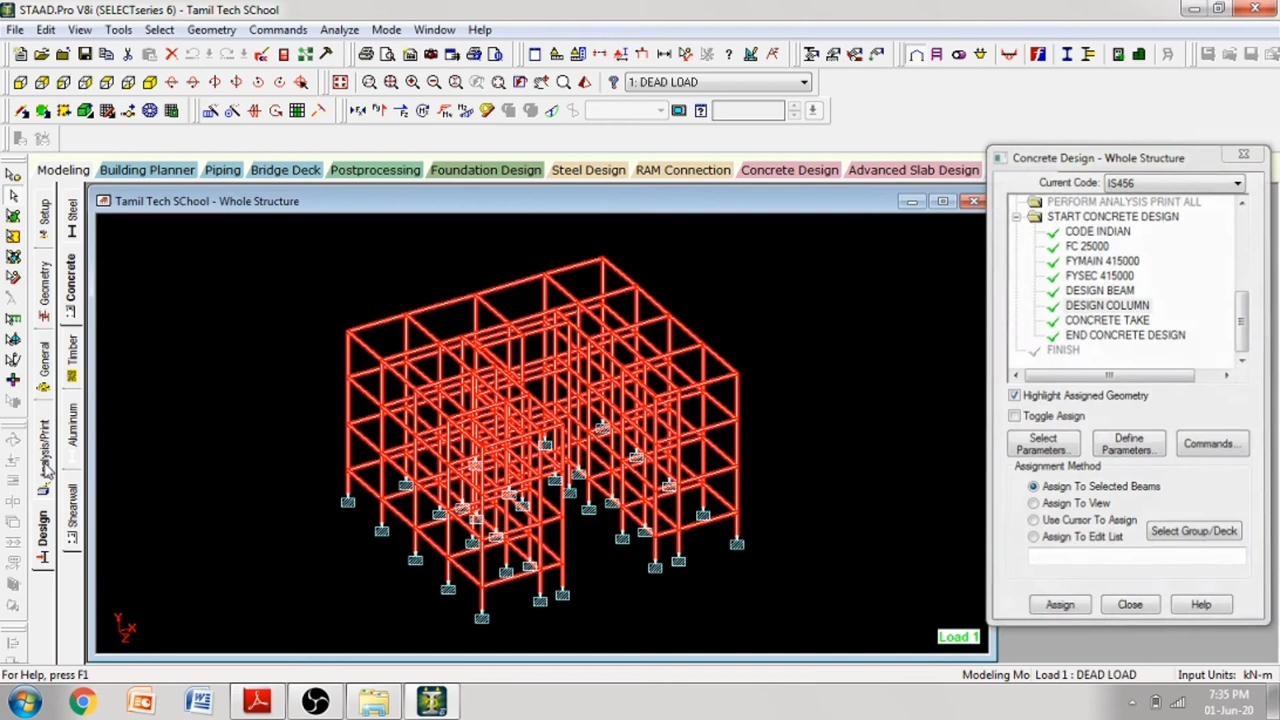 STAAD.Pro V8i (SELECTseries 6) - Tamil Tech SChool
File Edit View Tools Select Geometry Commands Analyze Mode Window Help
1: DEAD LOAD
Modeling Building Planner Piping Bridge Deck Postprocessing Foundation Design Steel Design RAM Connection Concrete Design Advanced Slab Design
Setup
Geometry
General
Analysis/Print
Design
Steel
Concrete
Timber
Aluminum
Shearwall
Tamil Tech SChool - Whole Structure
Load 1
Y
X
Z
Concrete Design - Whole Structure
Current Code: IS456
PERFORM ANALYSIS PRINT ALL
START CONCRETE DESIGN
CODE INDIAN
FC 25000
FYMAIN 415000
FYSEC 415000
DESIGN BEAM
DESIGN COLUMN
CONCRETE TAKE
END CONCRETE DESIGN
FINISH
Highlight Assigned Geometry
Toggle Assign
Select Parameters...
Define Parameters...
Commands...
Assignment Method
Assign To Selected Beams
Assign To View
Use Cursor To Assign
Assign To Edit List
Select Group/Deck
Assign Close Help
For Help, press F1
Modeling Mo Load 1 : DEAD LOAD Input Units: kN-m
7:35 PM
01-Jun-20